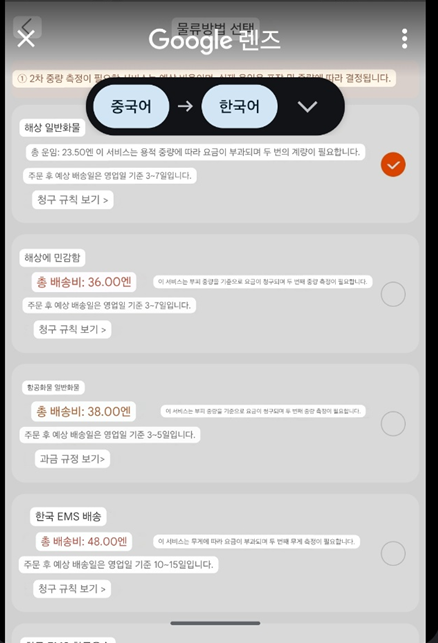 물류방법 선택
Google 렌즈
① 2차 중량 측정이 필요한 서비스는 예상 비용이며, 실제 포장 및 중량에 따라 결정됩니다.
중국어 → 한국어
해상 일반화물
총 운임: 23.50엔 이 서비스는 용적 중량에 따라 요금이 부과되며 두 번의 계량이 필요합니다.
주문 후 예상 배송일은 영업일 기준 3~7일입니다.
청구 규칙 보기 >
해상에 민감함
총 배송비: 36.00엔 이 서비스는 부피 중량을 기준으로 요금이 청구되며 두 번째 중량 측정이 필요합니다.
주문 후 예상 배송일은 영업일 기준 3~7일입니다.
청구 규칙 보기 >
항공화물 일반화물
총 배송비: 38.00엔 이 서비스는 부피 중량을 기준으로 요금이 청구되며 두 번째 중량 측정이 필요합니다.
주문 후 예상 배송일은 영업일 기준 3~5일입니다.
과금 규정 보기>
한국 EMS 배송
총 배송비: 48.00엔 이 서비스는 무게에 따라 요금이 부과되며 두 번째 무게 측정이 필요합니다.
주문 후 예상 배송일은 영업일 기준 10~15일입니다.
청구 규칙 보기 >